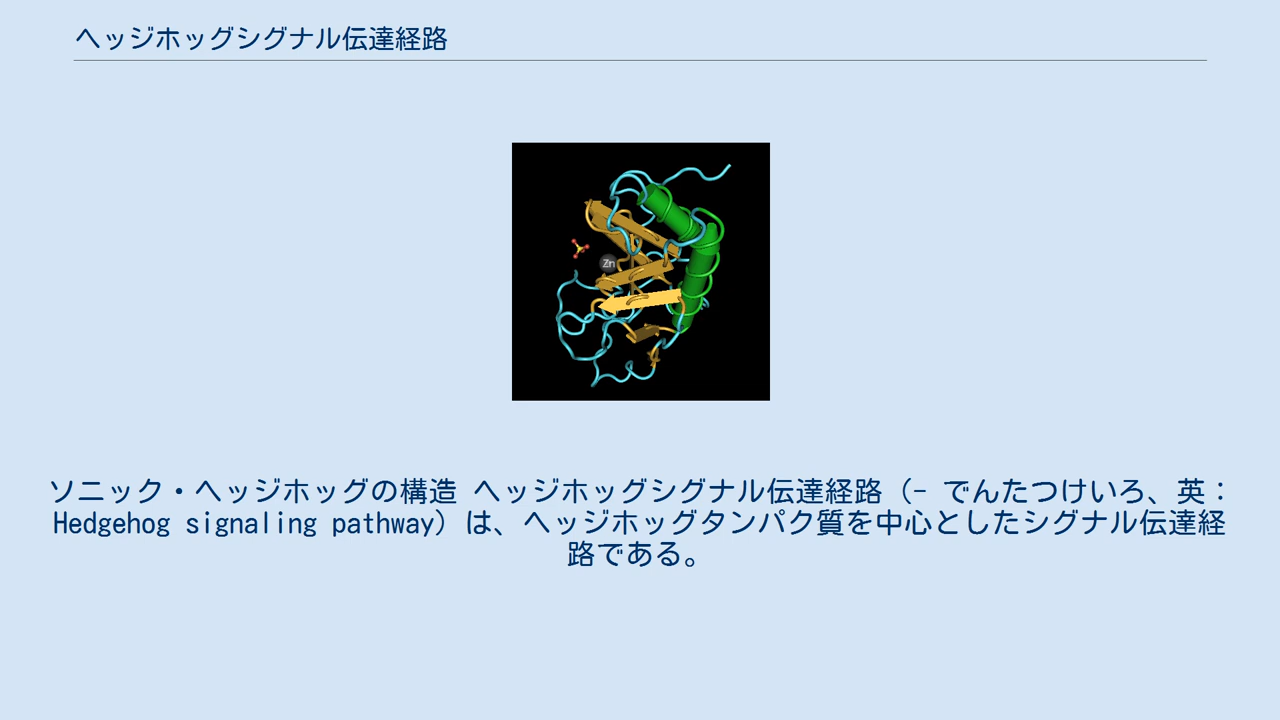 ヘッジホッグシグナル伝達経路
Zn
ソニック・ヘッジホッグの構造 ヘッジホッグシグナル伝達経路（- でんたつけいろ、英：
Hedgehog signaling pathway）は、ヘッジホッグタンパク質を中心としたシグナル伝達経
路である。